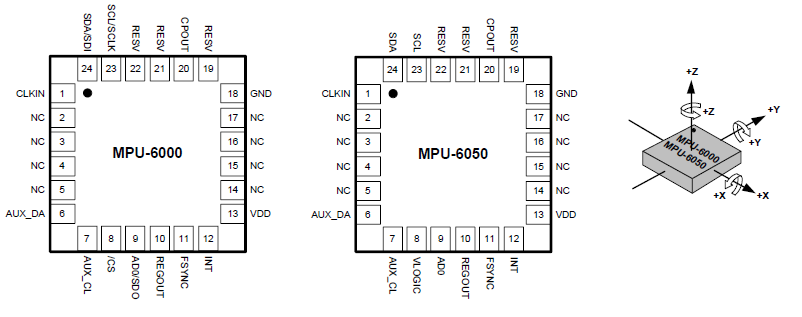 SDA/SDI SCL/SCLK RESV RESV CPOUT RESV
24 23 22 21 20 19
CLKIN 1 18 GND
NC 2 17 NC
NC 3 16 NC
MPU-6000
NC 4 15 NC
NC 5 14 NC
AUX_DA 6 13 VDD
7 8 9 10 11 12
AUX_CL /CS AD0/SDO REGOUT FSYNC INT
SDA SCL RESV RESV CPOUT RESV
24 23 22 21 20 19
CLKIN 1 18 GND
NC 2 17 NC
NC 3 16 NC
MPU-6050
NC 4 15 NC
NC 5 14 NC
AUX_DA 6 13 VDD
7 8 9 10 11 12
AUX_CL VLOGIC AD0 REGOUT FSYNC INT
+Z
+Z
+Y
+Y
MPU-6000
MPU-6050
+X
+X